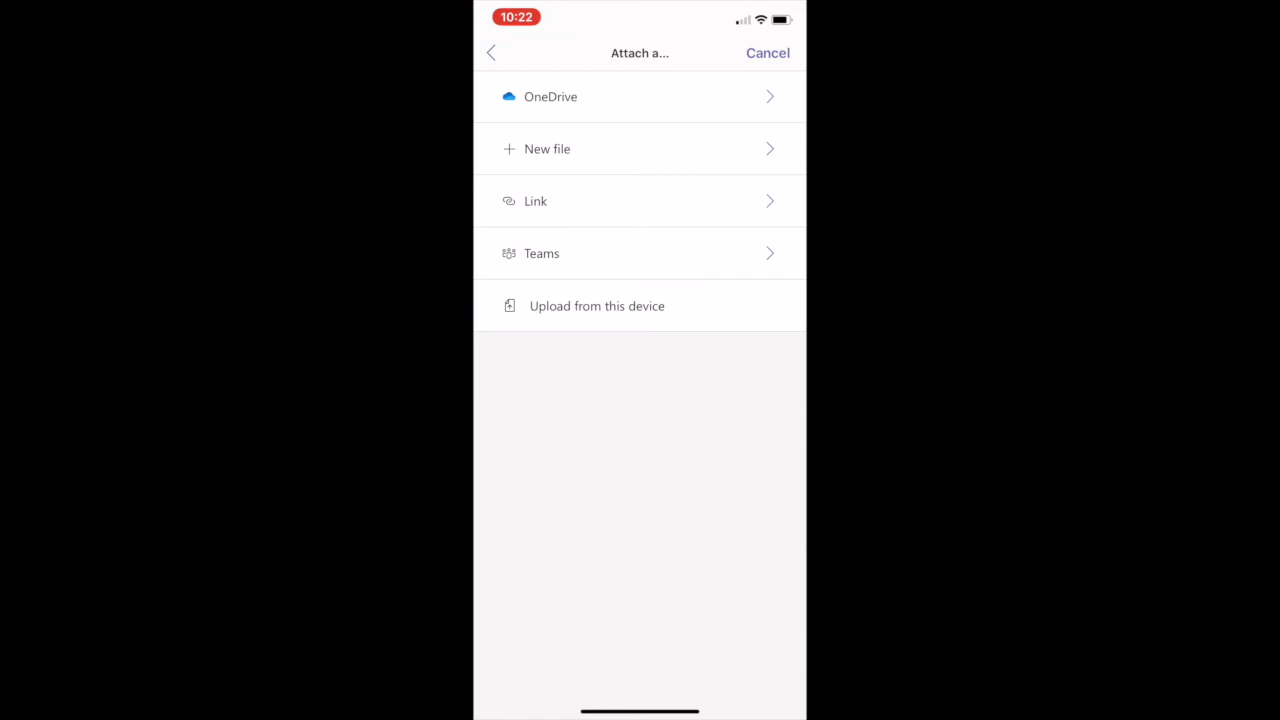 10:22
Attach a...
Cancel
OneDrive
New file
Link
Teams
Upload from this device